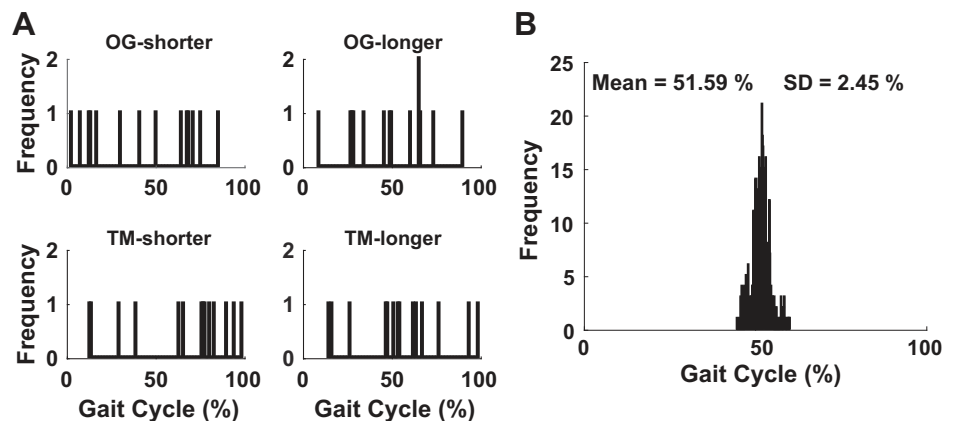 A
OG-shorter
OG-longer
Frequency
2
1
0
0
50
100
2
1
0
0
50
100
TM-shorter
TM-longer
Frequency
2
1
0
0
50
100
Gait Cycle (%)
2
1
0
0
50
100
Gait Cycle (%)
B
Mean = 51.59 % SD = 2.45 %
Frequency
25
20
15
10
5
0
0
50
100
Gait Cycle (%)